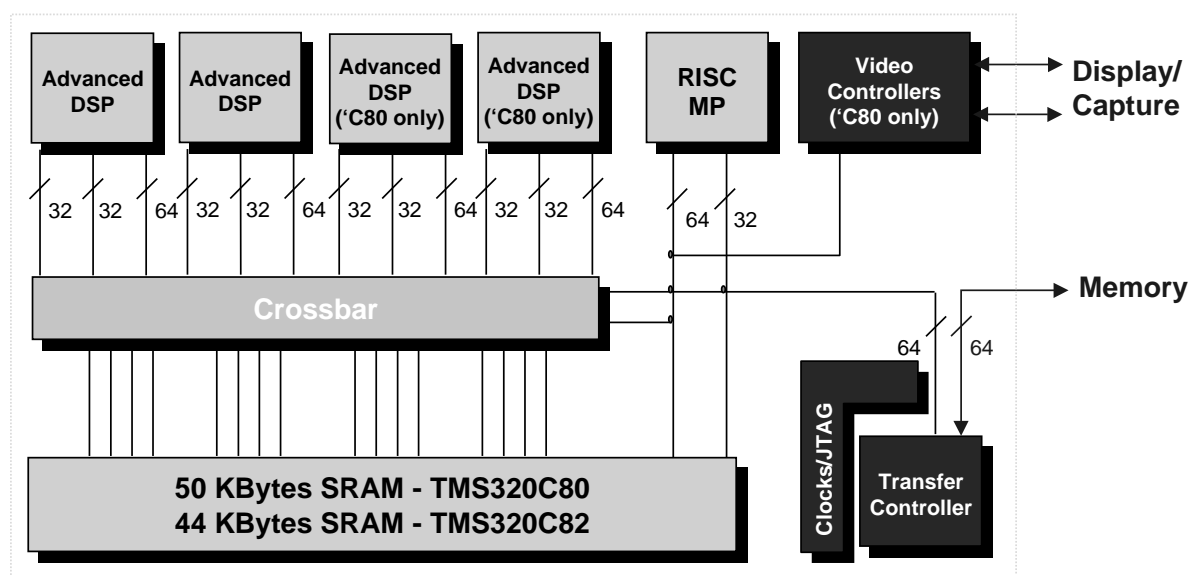 Advanced
DSP
Advanced
DSP
Advanced
DSP
(‘C80 only)
Advanced
DSP
(‘C80 only)
RISC
MP
Video
Controllers
(‘C80 only)
Display/
Capture
32 32 64 32 32 64 32 32 64 32 32 64 64 32
Crossbar
Memory
64 64
Clocks/JTAG
Transfer
Controller
50 KBytes SRAM - TMS320C80
44 KBytes SRAM - TMS320C82